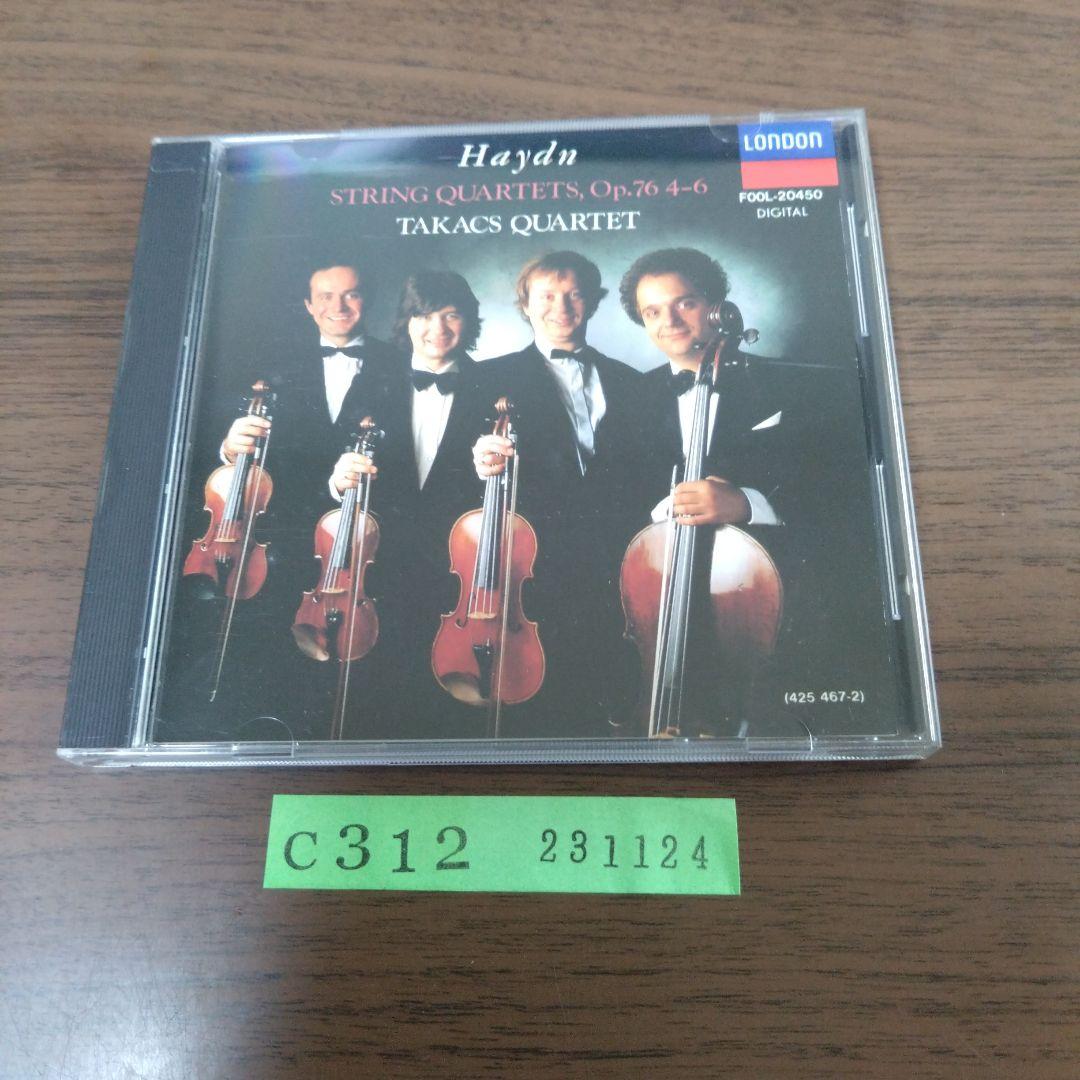 Haydn
STRING QUARTETS, Op.76 4-6
TAKACS QUARTET
LONDON
F00L-20450
DIGITAL
(425 467-2)
C312 231124